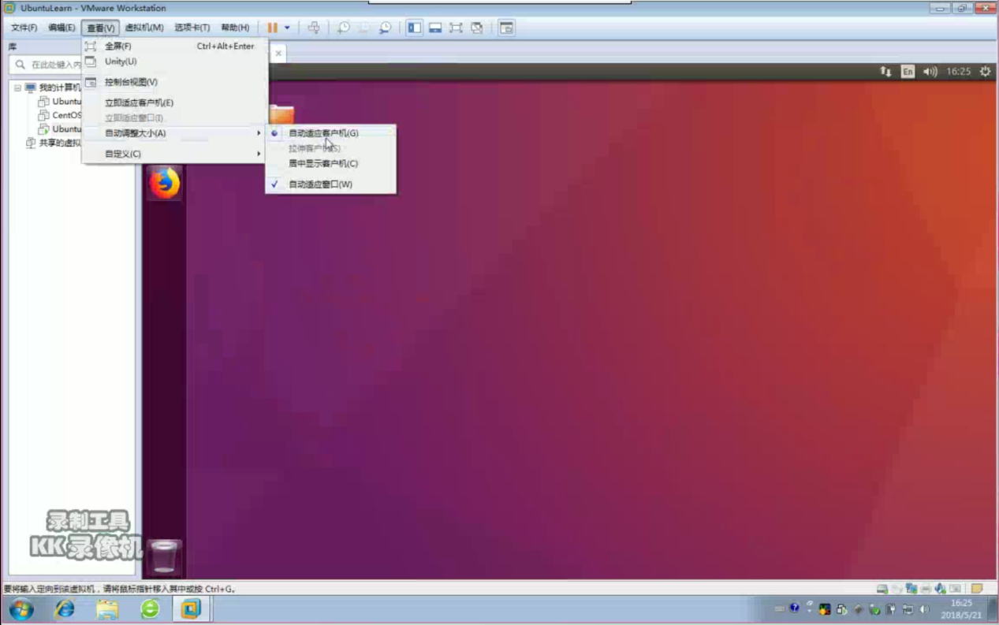 UbuntuLearn - VMware Workstation
文件(F) 编辑(E) 查看(V) 虚拟机(M) 选项卡(T) 帮助(H)
库
在此处键入内
我的计算机
Ubuntu
CentOS
Ubuntu
共享的虚拟
全屏(F) Ctrl+Alt+Enter
Unity(U)
控制台视图(V)
立即适应客户机(E)
立即适应窗口(I)
自动调整大小(A)
自定义(C)
自动适应客户机(G)
拉伸客户机(S)
居中显示客户机(C)
自动适应窗口(W)
En 16:25
录制工具
KK录像机
要将输入定向到该虚拟机，请将鼠标指针移入其中或按 Ctrl+G。
16:25
2018/5/21